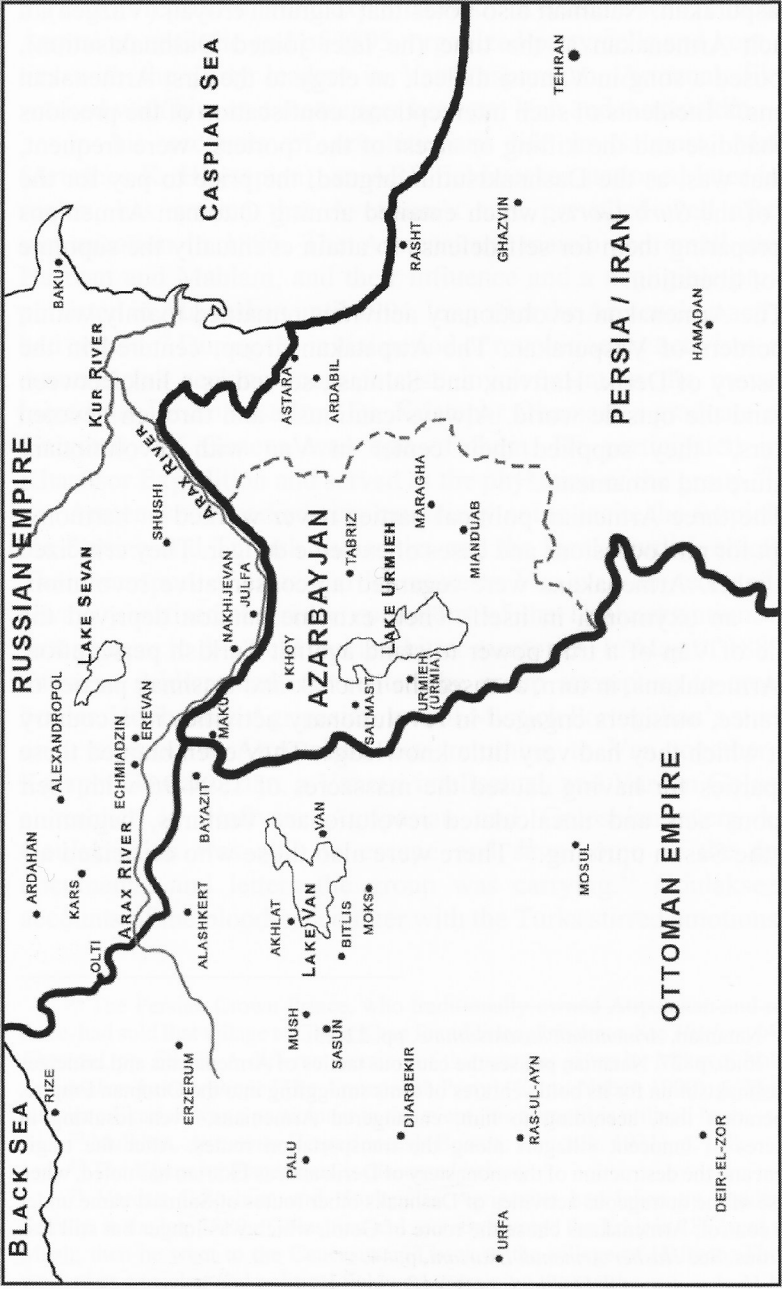 BLACK SEA
RUSSIAN EMPIRE
RIZE
ARDAHAN
ALEXANDROPOL
BAKU
KARS
LAKE SEVAN
KUR RIVER
OLTI
ARAX RIVER
ECHMIADZIN
EREVAN
SHUSHI
ARAX RIVER
CASPIAN SEA
ERZERUM
ALASHKERT
BAYAZIT
MAKU
NAKHIJEVAN
JULFA
ASTARA
ARDABIL
PALU
MUSH
SASUN
AKHLAT
LAKE VAN
VAN
BITLIS
MOKS
KHOY
AZARBAYJAN
TABRIZ
SALMAST
LAKE URMIEH
URMIEH
(URMIA)
MARAGHA
MIANDUAB
RASHT
DIARBEKIR
URFA
RAS-UL-AYN
MOSUL
GHAZVIN
TEHRAN
HAMADAN
DEIR-EL-ZOR
OTTOMAN EMPIRE
PERSIA / IRAN